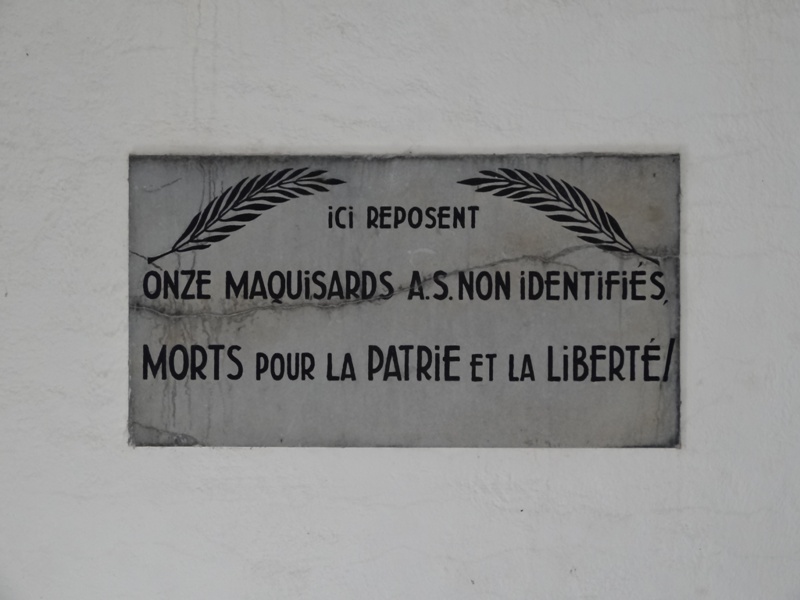 iCi REPOSENT
ONZE MAQUiSARDS A.S. NON iDENTiFiÉS,
MORTS POUR LA PATRiE ET LA LiBERTÉ!